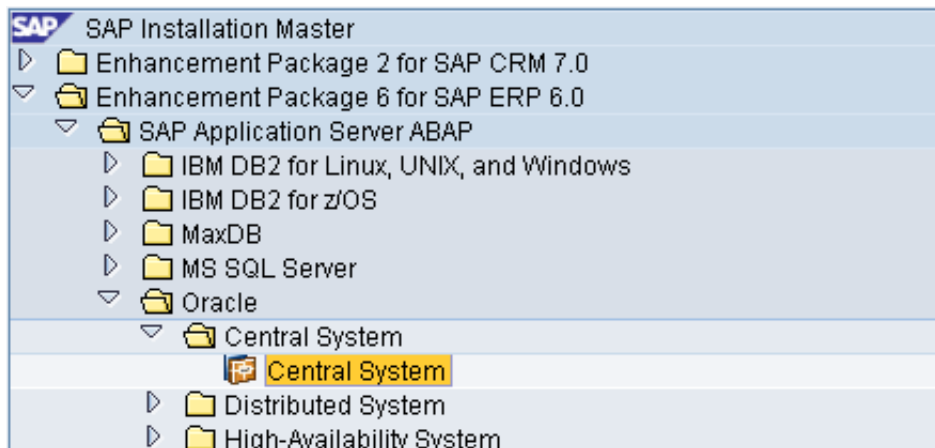 SAP SAP Installation Master
Enhancement Package 2 for SAP CRM 7.0
Enhancement Package 6 for SAP ERP 6.0
SAP Application Server ABAP
IBM DB2 for Linux, UNIX, and Windows
IBM DB2 for z/OS
MaxDB
MS SQL Server
Oracle
Central System
Central System
Distributed System
High-Availability System